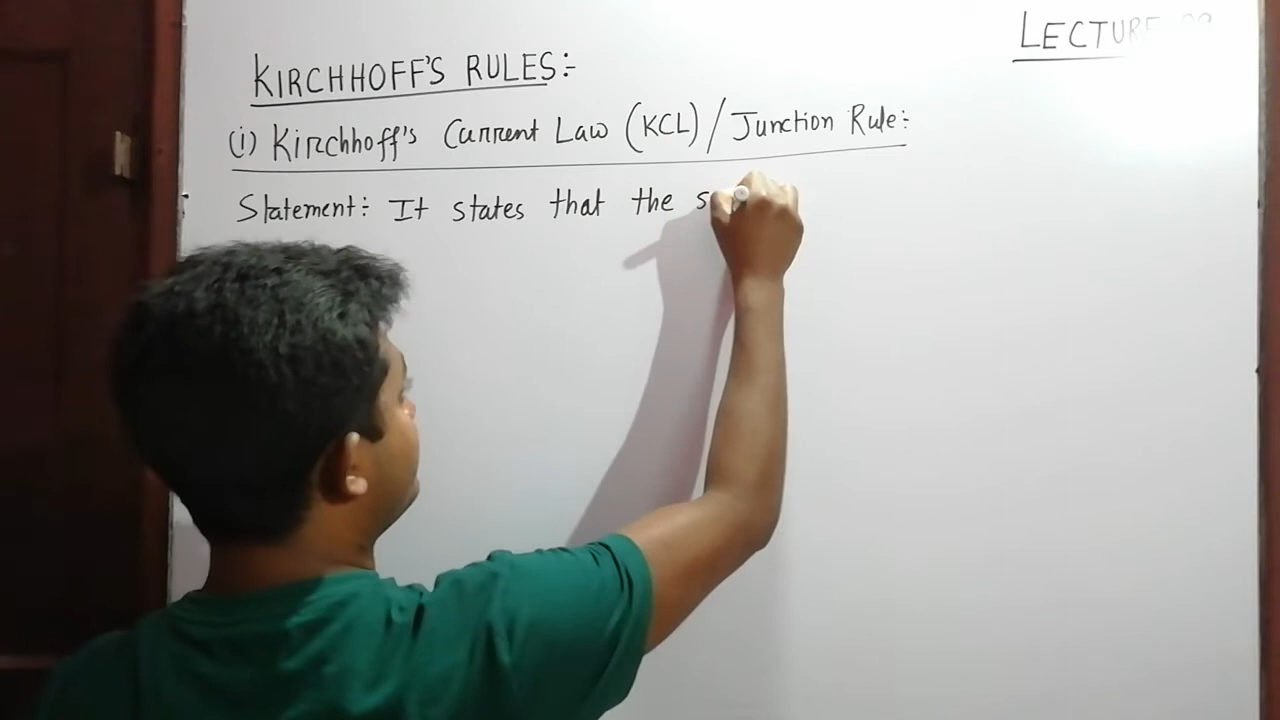 LECTURE
KIRCHHOFF'S RULES:-
(i) Kirchhoff's Current Law (KCL) / Junction Rule:-
Statement:- It states that the s